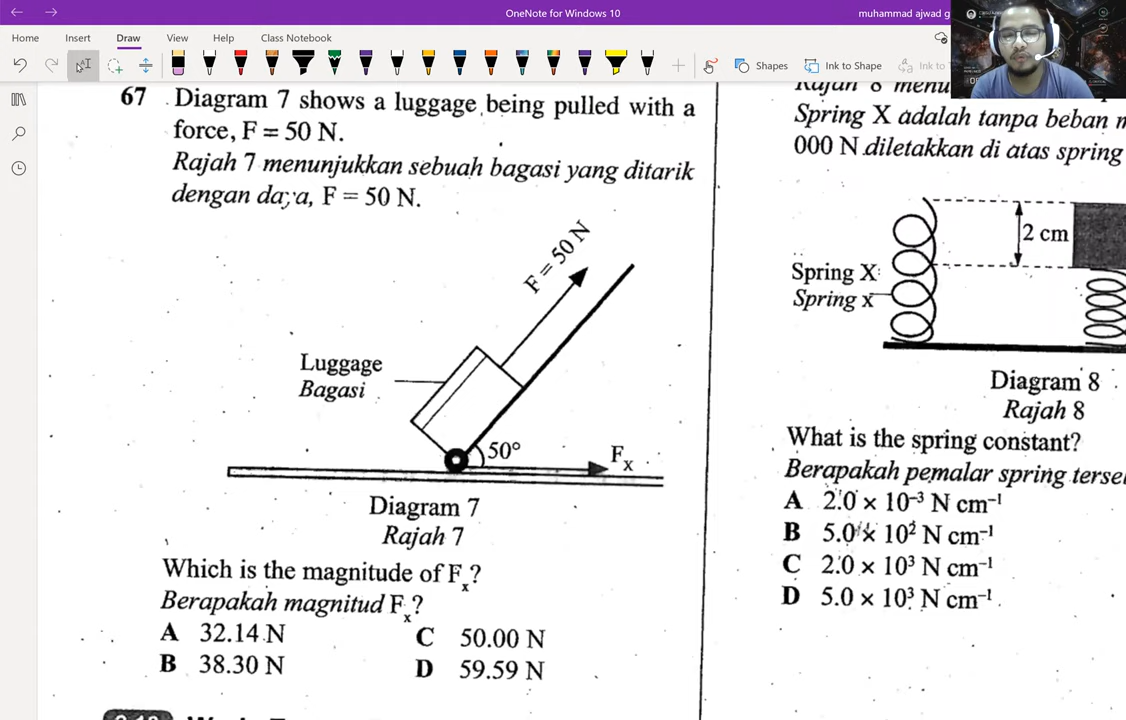 OneNote for Windows 10
muhammad ajwad g
Home Insert Draw View Help Class Notebook
Shapes Ink to Shape Ink to
67 Diagram 7 shows a luggage being pulled with a
force, F = 50 N.
Rajah 7 menunjukkan sebuah bagasi yang ditarik
dengan daya, F = 50 N.
F = 50 N
Luggage
Bagasi
50°
Fx
Diagram 7
Rajah 7
Which is the magnitude of Fx?
Berapakah magnitud Fx?
A 32.14 N C 50.00 N
B 38.30 N D 59.59 N
Rajah 8 menu
Spring X adalah tanpa beban m
000 N diletakkan di atas spring
2 cm
Spring X
Spring x
Diagram 8
Rajah 8
What is the spring constant?
Berapakah pemalar spring terse
A 2.0 × 10⁻³ N cm⁻¹
B 5.0 × 10² N cm⁻¹
C 2.0 × 10³ N cm⁻¹
D 5.0 × 10³ N cm⁻¹